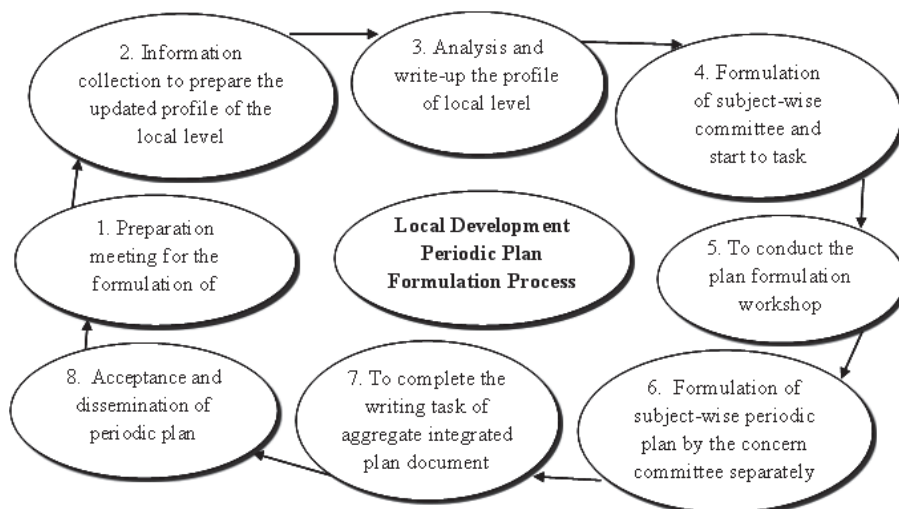 2. Information
collection to prepare the
updated profile of the
local level
3. Analysis and
write-up the profile
of local level
4. Formulation
of subject-wise
committee and
start to task
1. Preparation
meeting for the
formulation of
Local Development
Periodic Plan
Formulation Process
5. To conduct the
plan formulation
workshop
8. Acceptance and
dissemination of
periodic plan
7. To complete the
writing task of
aggregate integrated
plan document
6. Formulation of
subject-wise periodic
plan by the concern
committee separately